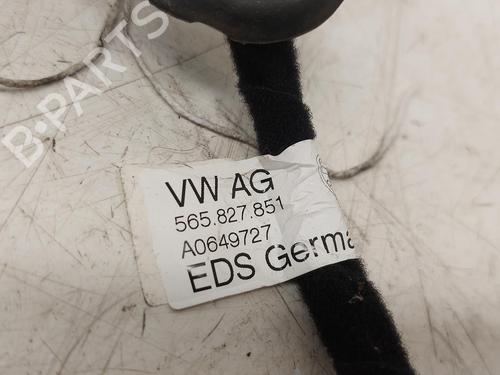 B-PARTS
VW AG
565.827.851
A0649727
EDS Germa